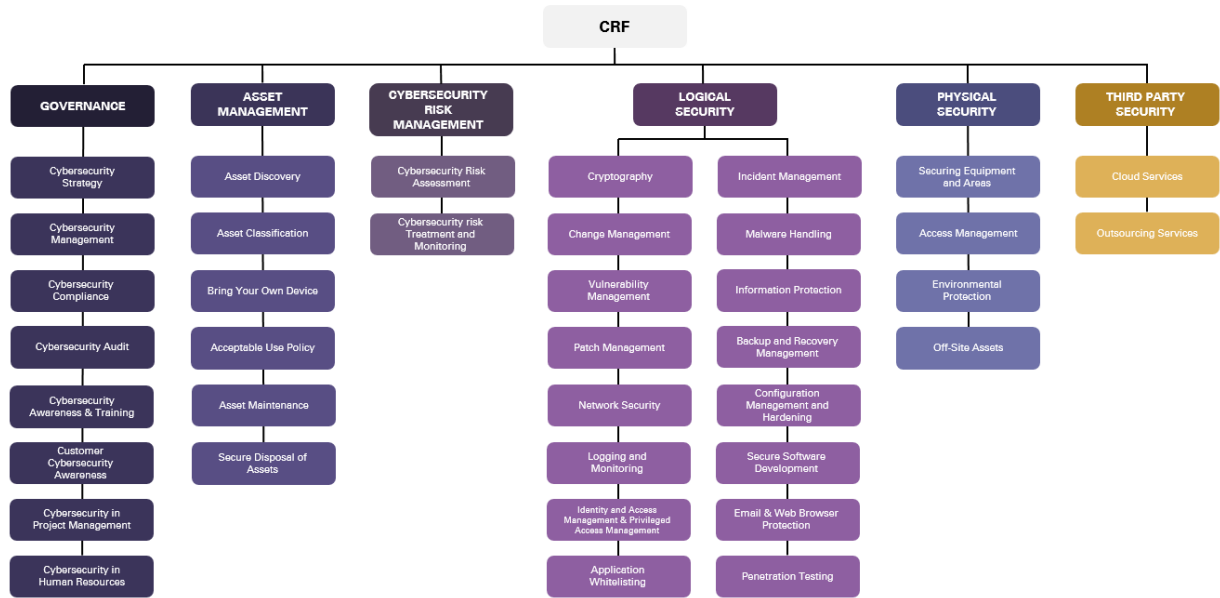 CRF
GOVERNANCE
Cybersecurity
Strategy
Cybersecurity
Management
Cybersecurity
Compliance
Cybersecurity Audit
Cybersecurity
Awareness & Training
Customer
Cybersecurity
Awareness
Cybersecurity in
Project Management
Cybersecurity in
Human Resources
ASSET
MANAGEMENT
Asset Discovery
Asset Classification
Bring Your Own Device
Acceptable Use Policy
Asset Maintenance
Secure Disposal of
Assets
CYBERSECURITY
RISK
MANAGEMENT
Cybersecurity Risk
Assessment
Cybersecurity risk
Treatment and
Monitoring
LOGICAL
SECURITY
Cryptography
Change Management
Vulnerability
Management
Patch Management
Network Security
Logging and
Monitoring
Identity and Access
Management & Privileged
Access Management
Application
Whitelisting
Incident Management
Malware Handling
Information Protection
Backup and Recovery
Management
Configuration
Management and
Hardening
Secure Software
Development
Email & Web Browser
Protection
Penetration Testing
PHYSICAL
SECURITY
Securing Equipment
and Areas
Access Management
Environmental
Protection
Off-Site Assets
THIRD PARTY
SECURITY
Cloud Services
Outsourcing Services